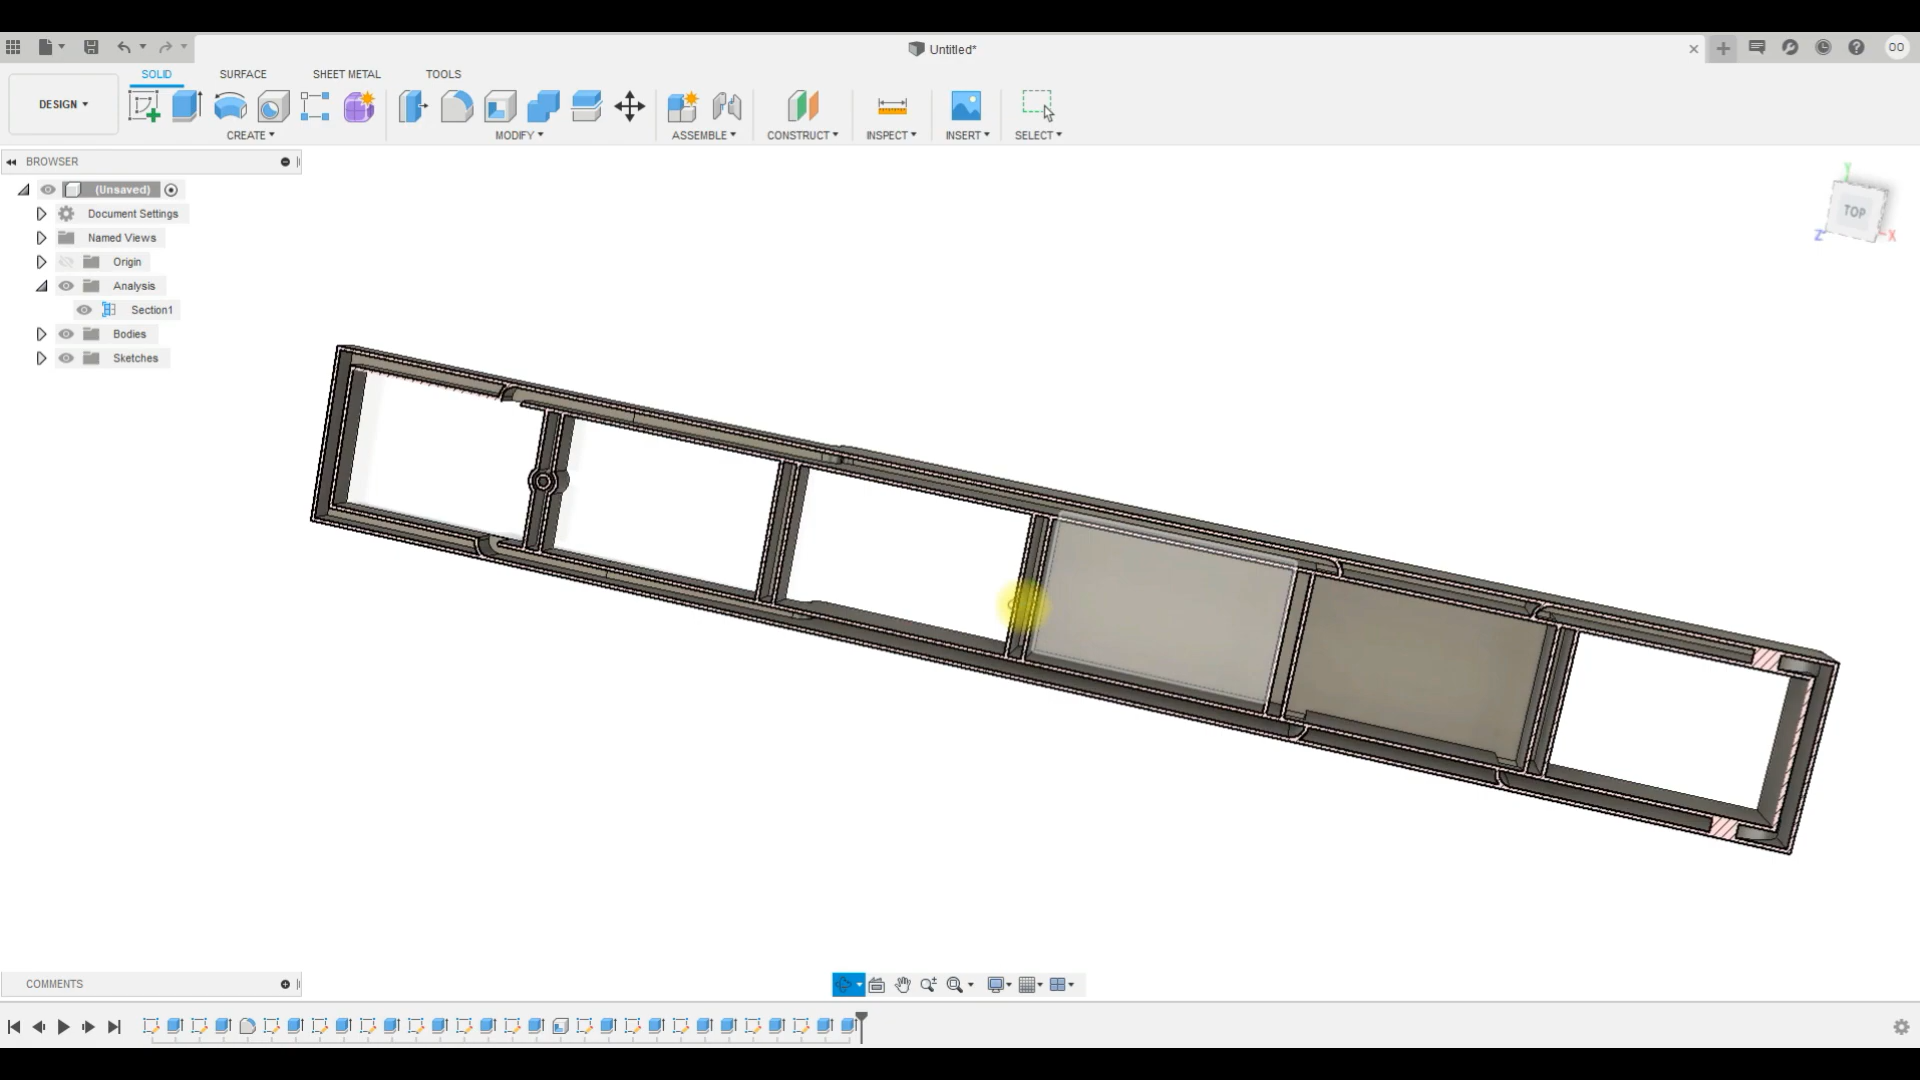 Untitled*
OO
SOLID SURFACE SHEET METAL TOOLS
DESIGN
CREATE MODIFY ASSEMBLE CONSTRUCT INSPECT INSERT SELECT
BROWSER
(Unsaved)
Document Settings
Named Views
Origin
Analysis
Section1
Bodies
Sketches
Y
TOP
Z X
COMMENTS